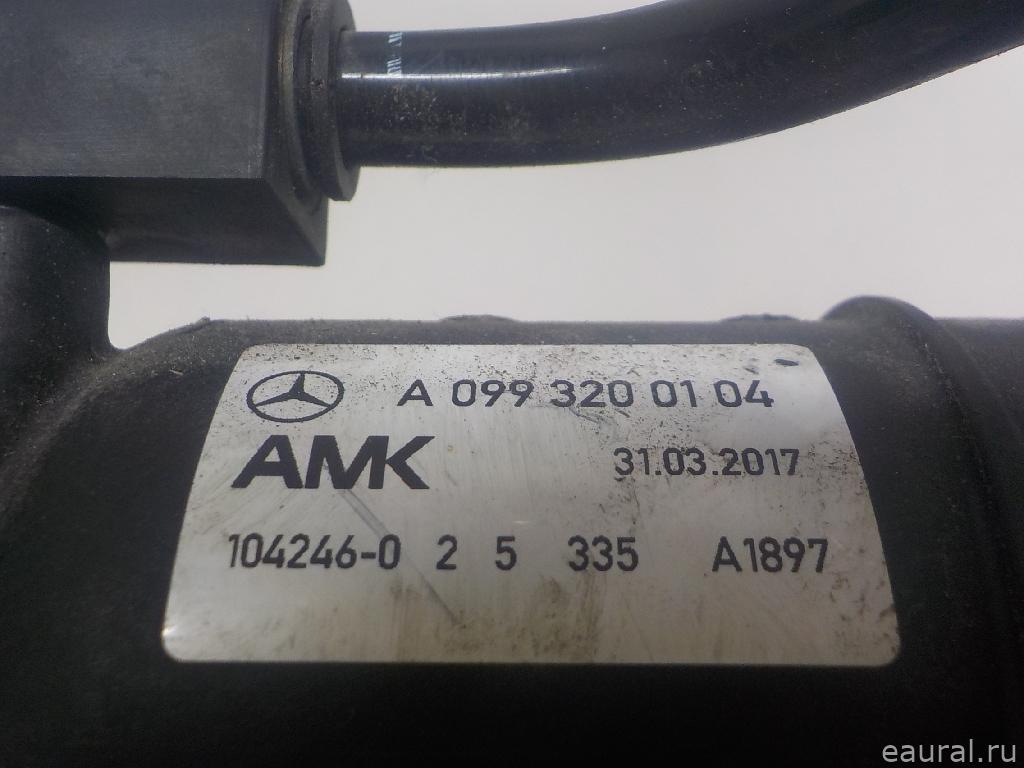 A 099 320 01 04
AMK 31.03.2017
104246-0 2 5 335 A1897
eaural.ru